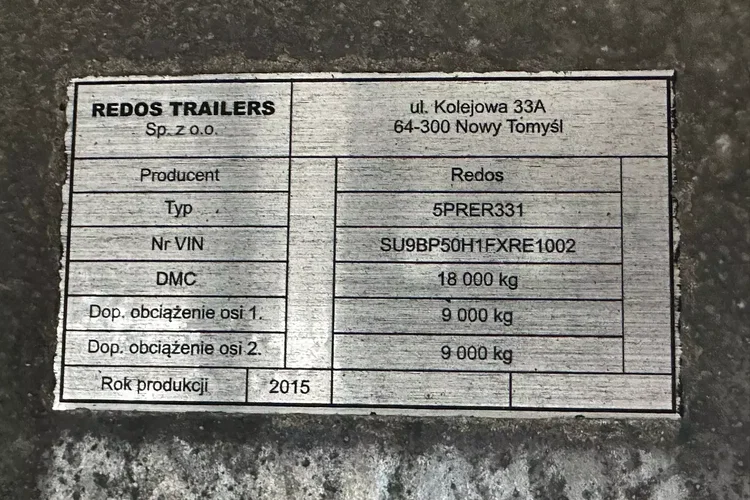 REDOS TRAILERS
Sp. z o.o.
ul. Kolejowa 33A
64-300 Nowy Tomyśl
Producent Redos
Typ 5PRER331
Nr VIN SU9BP50H1FXRE1002
DMC 18 000 kg
Dop. obciążenie osi 1. 9 000 kg
Dop. obciążenie osi 2. 9 000 kg
Rok produkcji 2015